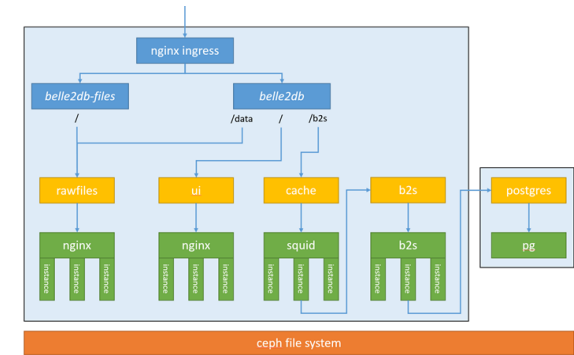 nginx ingress
belle2db-files
belle2db
/
/data
/
/b2s
rawfiles
ui
cache
b2s
postgres
nginx
nginx
squid
b2s
pg
instance
instance
instance
instance
instance
instance
instance
instance
instance
instance
instance
instance
ceph file system